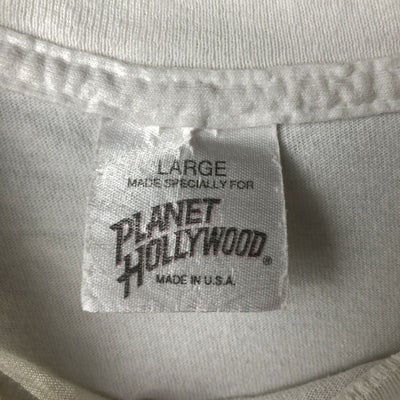 LARGE
MADE SPECIALLY FOR
PLANET
HOLLYWOOD®
MADE IN U.S.A.